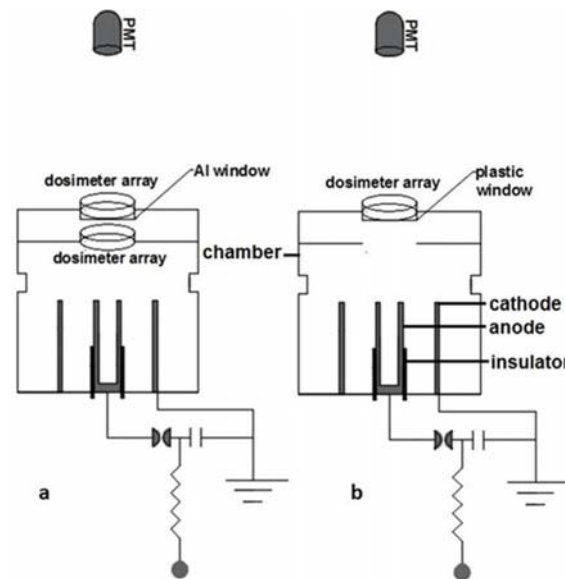 PMT
PMT
dosimeter array
Al window
dosimeter array
dosimeter array
plastic
window
chamber
cathode
anode
insulator
a
b